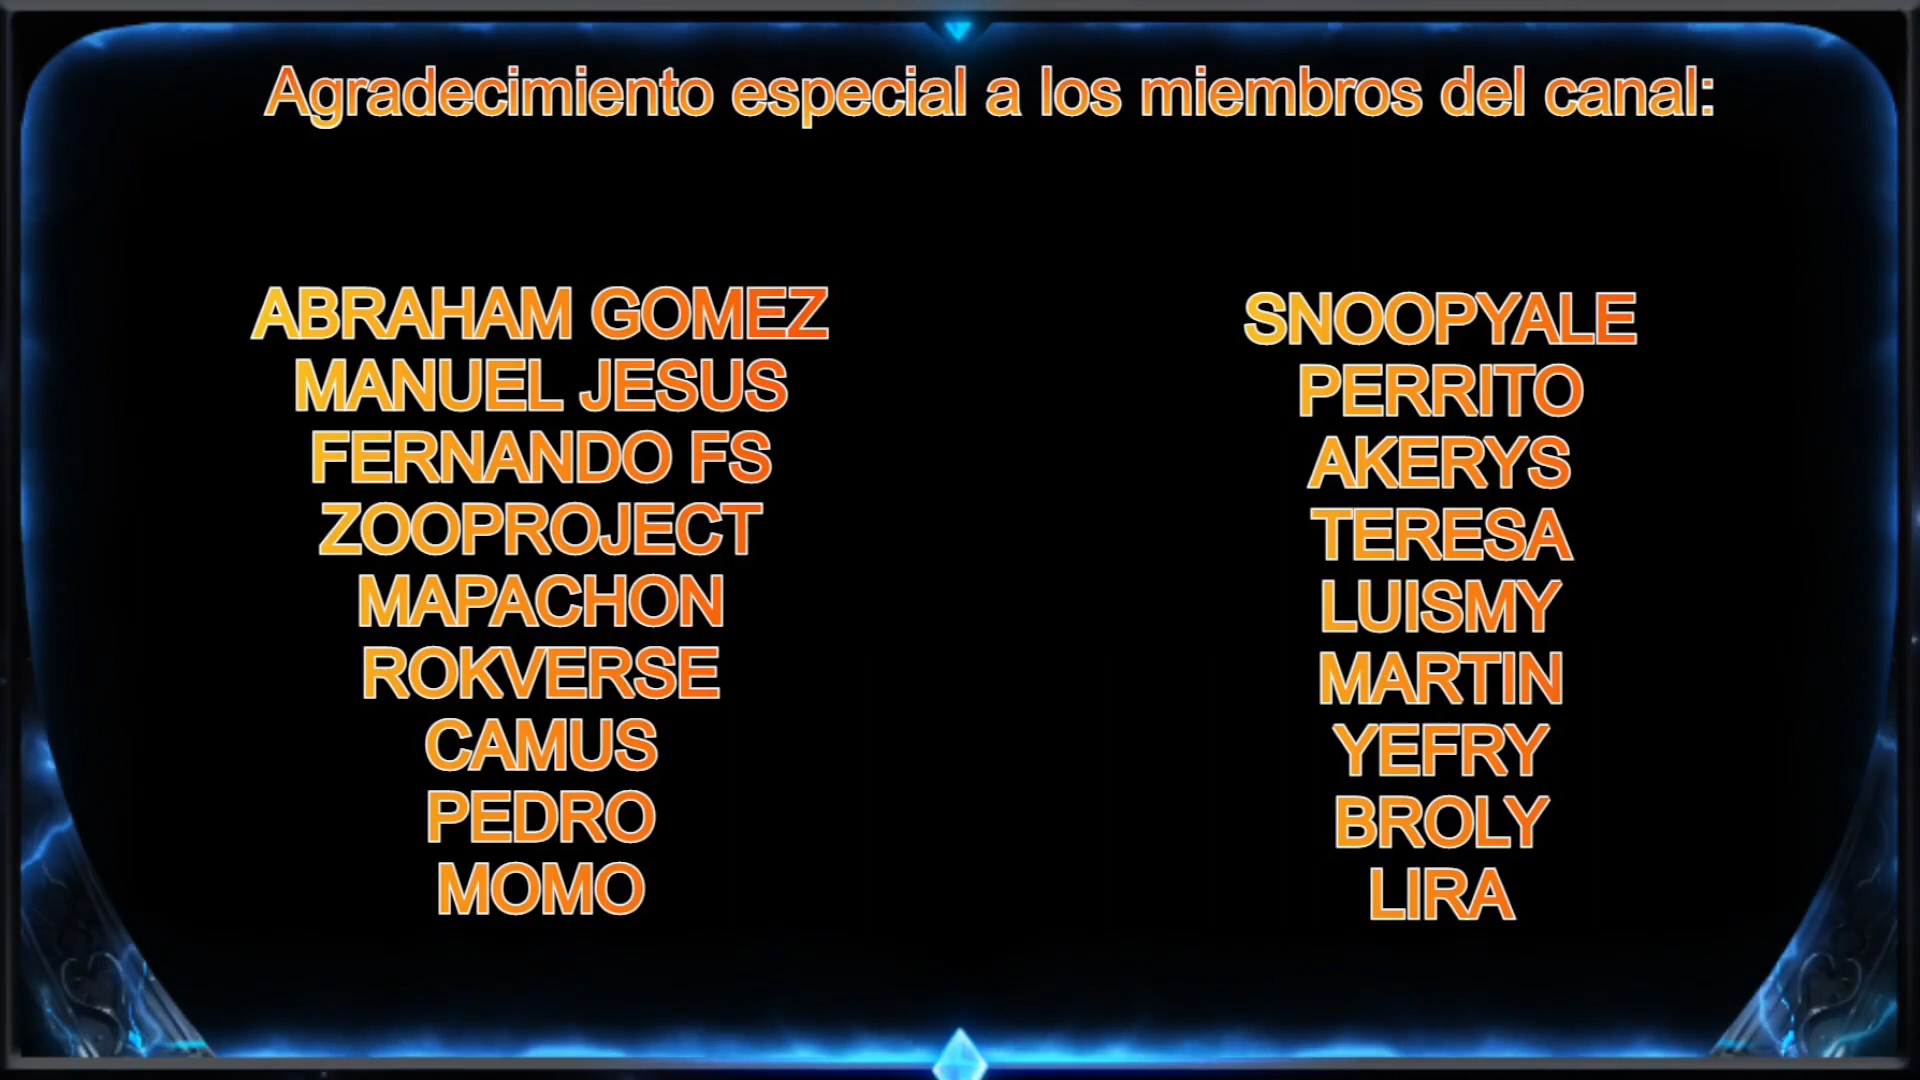 Agradecimiento especial a los miembros del canal:
ABRAHAM GOMEZ
MANUEL JESUS
FERNANDO FS
ZOOPROJECT
MAPACHON
ROKVERSE
CAMUS
PEDRO
MOMO
SNOOPYALE
PERRITO
AKERYS
TERESA
LUISMY
MARTIN
YEFRY
BROLY
LIRA